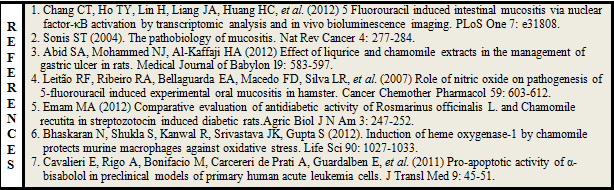 REFERENCES
1. Chang CT, Ho TY, Lin H, Liang JA, Huang HC, et al. (2012) 5 Fluorouracil induced intestinal mucositis via nuclear
factor-κB activation by transcriptomic analysis and in vivo bioluminescence imaging. PLoS One 7: e31808.
2. Sonis ST (2004). The pathobiology of mucositis. Nat Rev Cancer 4: 277-284.
3. Abid SA, Mohammed NJ, Al-Kaffaji HA (2012) Effect of liqurice and chamomile extracts in the management of
gastric ulcer in rats. Medical Journal of Babylon 19: 583-597.
4. Leitão RF, Ribeiro RA, Bellaguarda EA, Macedo FD, Silva LR, et al. (2007) Role of nitric oxide on pathogenesis of
5-fluorouracil induced experimental oral mucositis in hamster. Cancer Chemother Pharmacol 59: 603-612.
5. Emam MA (2012) Comparative evaluation of antidiabetic activity of Rosmarinus officinalis L. and Chamomile
recutita in streptozotocin induced diabetic rats.Agric Biol J N Am 3: 247-252.
6. Bhaskaran N, Shukla S, Kanwal R, Srivastava JK, Gupta S (2012). Induction of heme oxygenase-1 by chamomile
protects murine macrophages against oxidative stress. Life Sci 90: 1027-1033.
7. Cavalieri E, Rigo A, Bonifacio M, Carcereri de Prati A, Guardalben E, et al. (2011) Pro-apoptotic activity of α-
bisabolol in preclinical models of primary human acute leukemia cells. J Transl Med 9: 45-51.